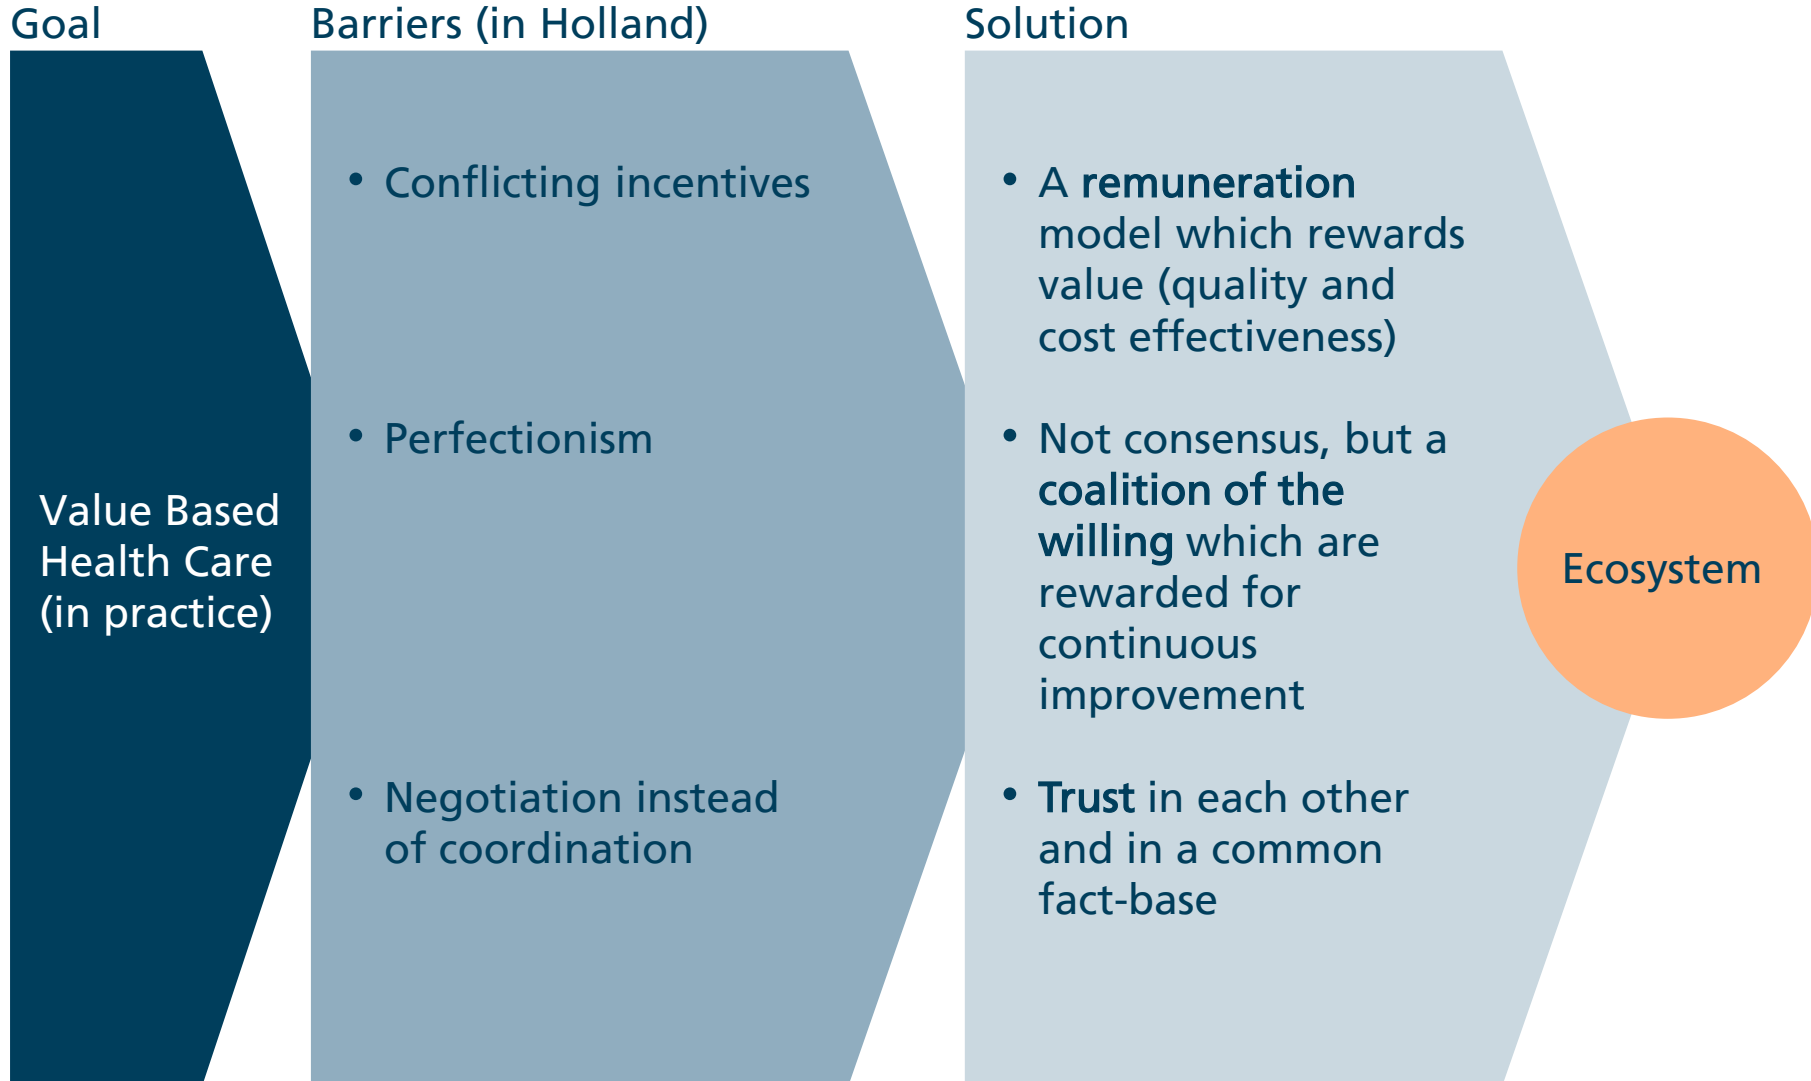 Goal
Barriers (in Holland)
Solution
Value Based
Health Care
(in practice)
• Conflicting incentives
• Perfectionism
• Negotiation instead
of coordination
• A remuneration
model which rewards
value (quality and
cost effectiveness)
• Not consensus, but a
coalition of the
willing which are
rewarded for
continuous
improvement
• Trust in each other
and in a common
fact-base
Ecosystem